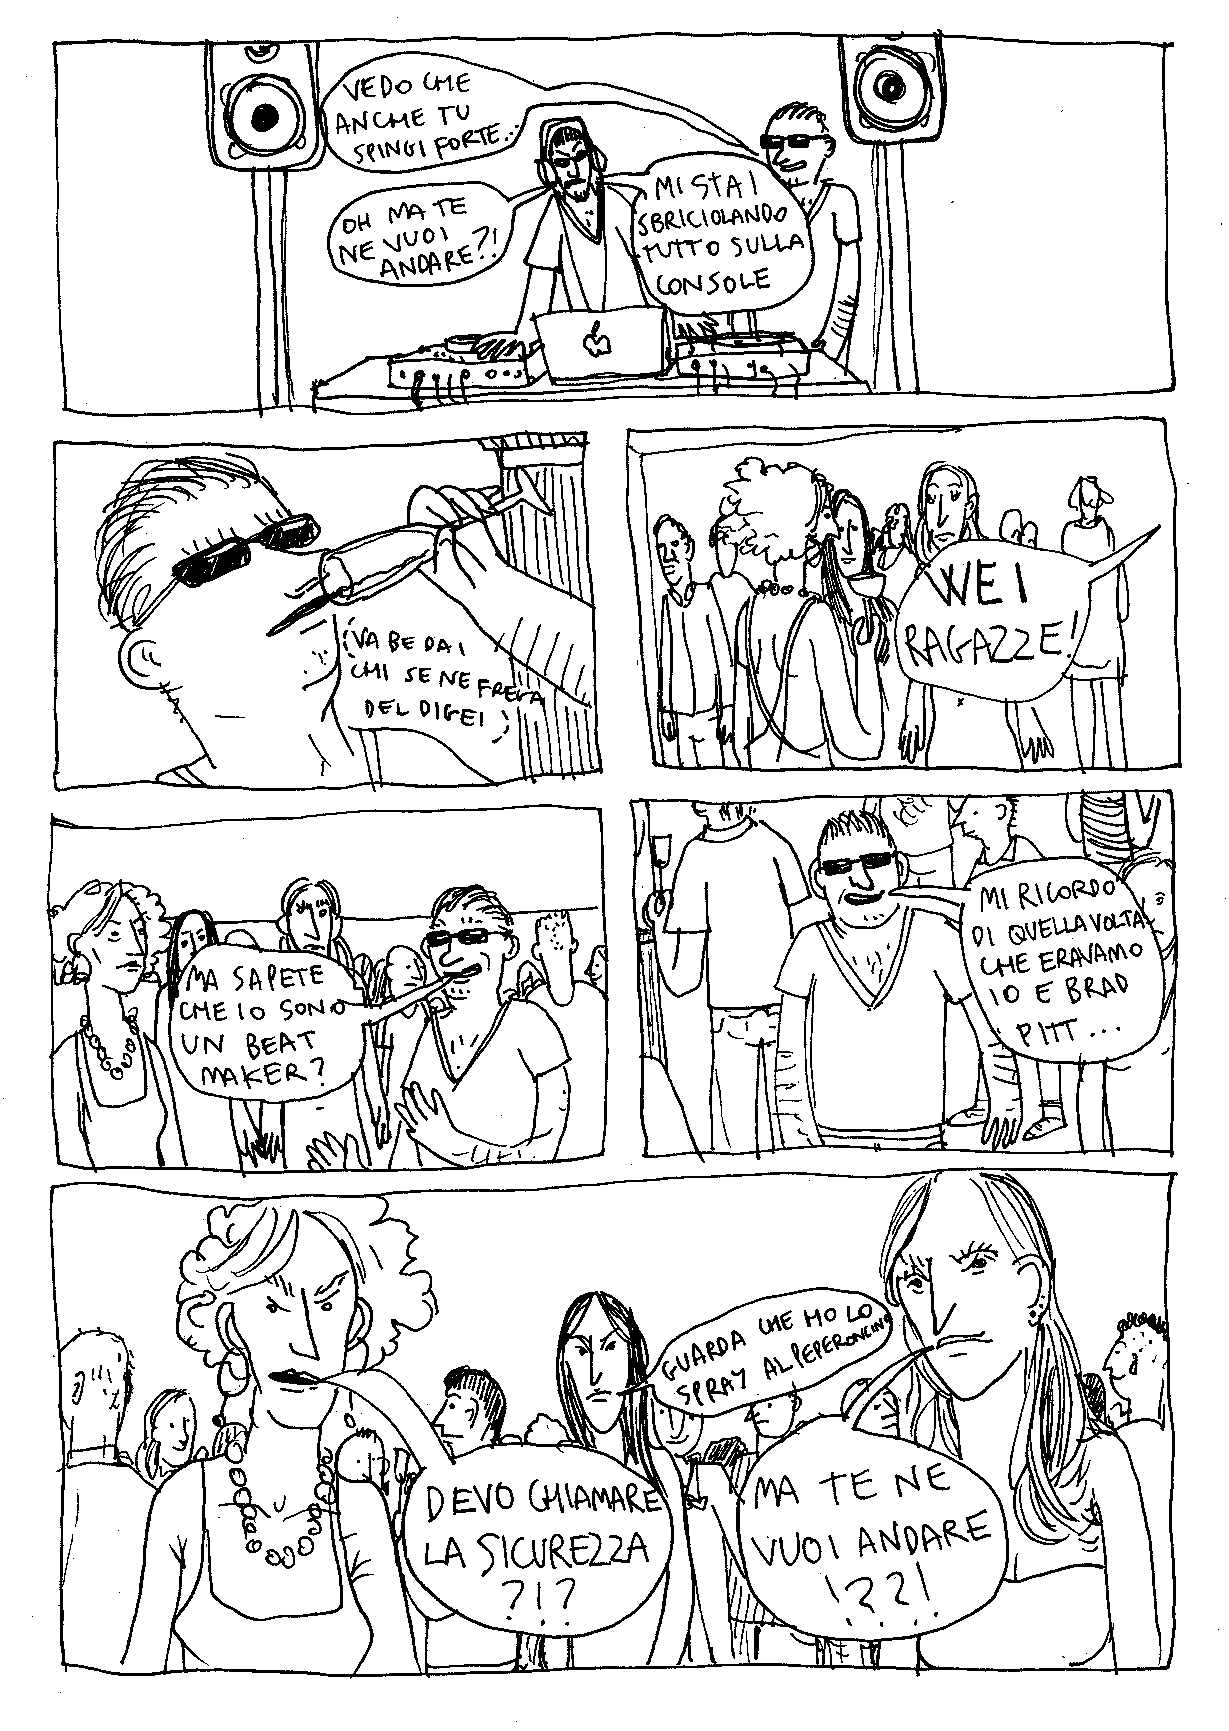 VEDO CHE
ANCHE TU
SPINGI FORTE...
OH MA TE
NE VUOI
ANDARE?!
MI STAI
SBRICIOLANDO
TUTTO SULLA
CONSOLE
VA BE DAI
CHI SE NE FREGA
DEL DIGEI
WEI
RAGAZZE!
MA SAPETE
CHE IO SONO
UN BEAT
MAKER?
MI RICORDO
DI QUELLA VOLTA
CHE ERAVAMO
IO E BRAD
PITT...
GUARDA CHE MO LO
SPRAY AL PEPERONCINO
DEVO CHIAMARE
LA SICUREZZA
?!?
MA TE NE
VUOI ANDARE
!??!